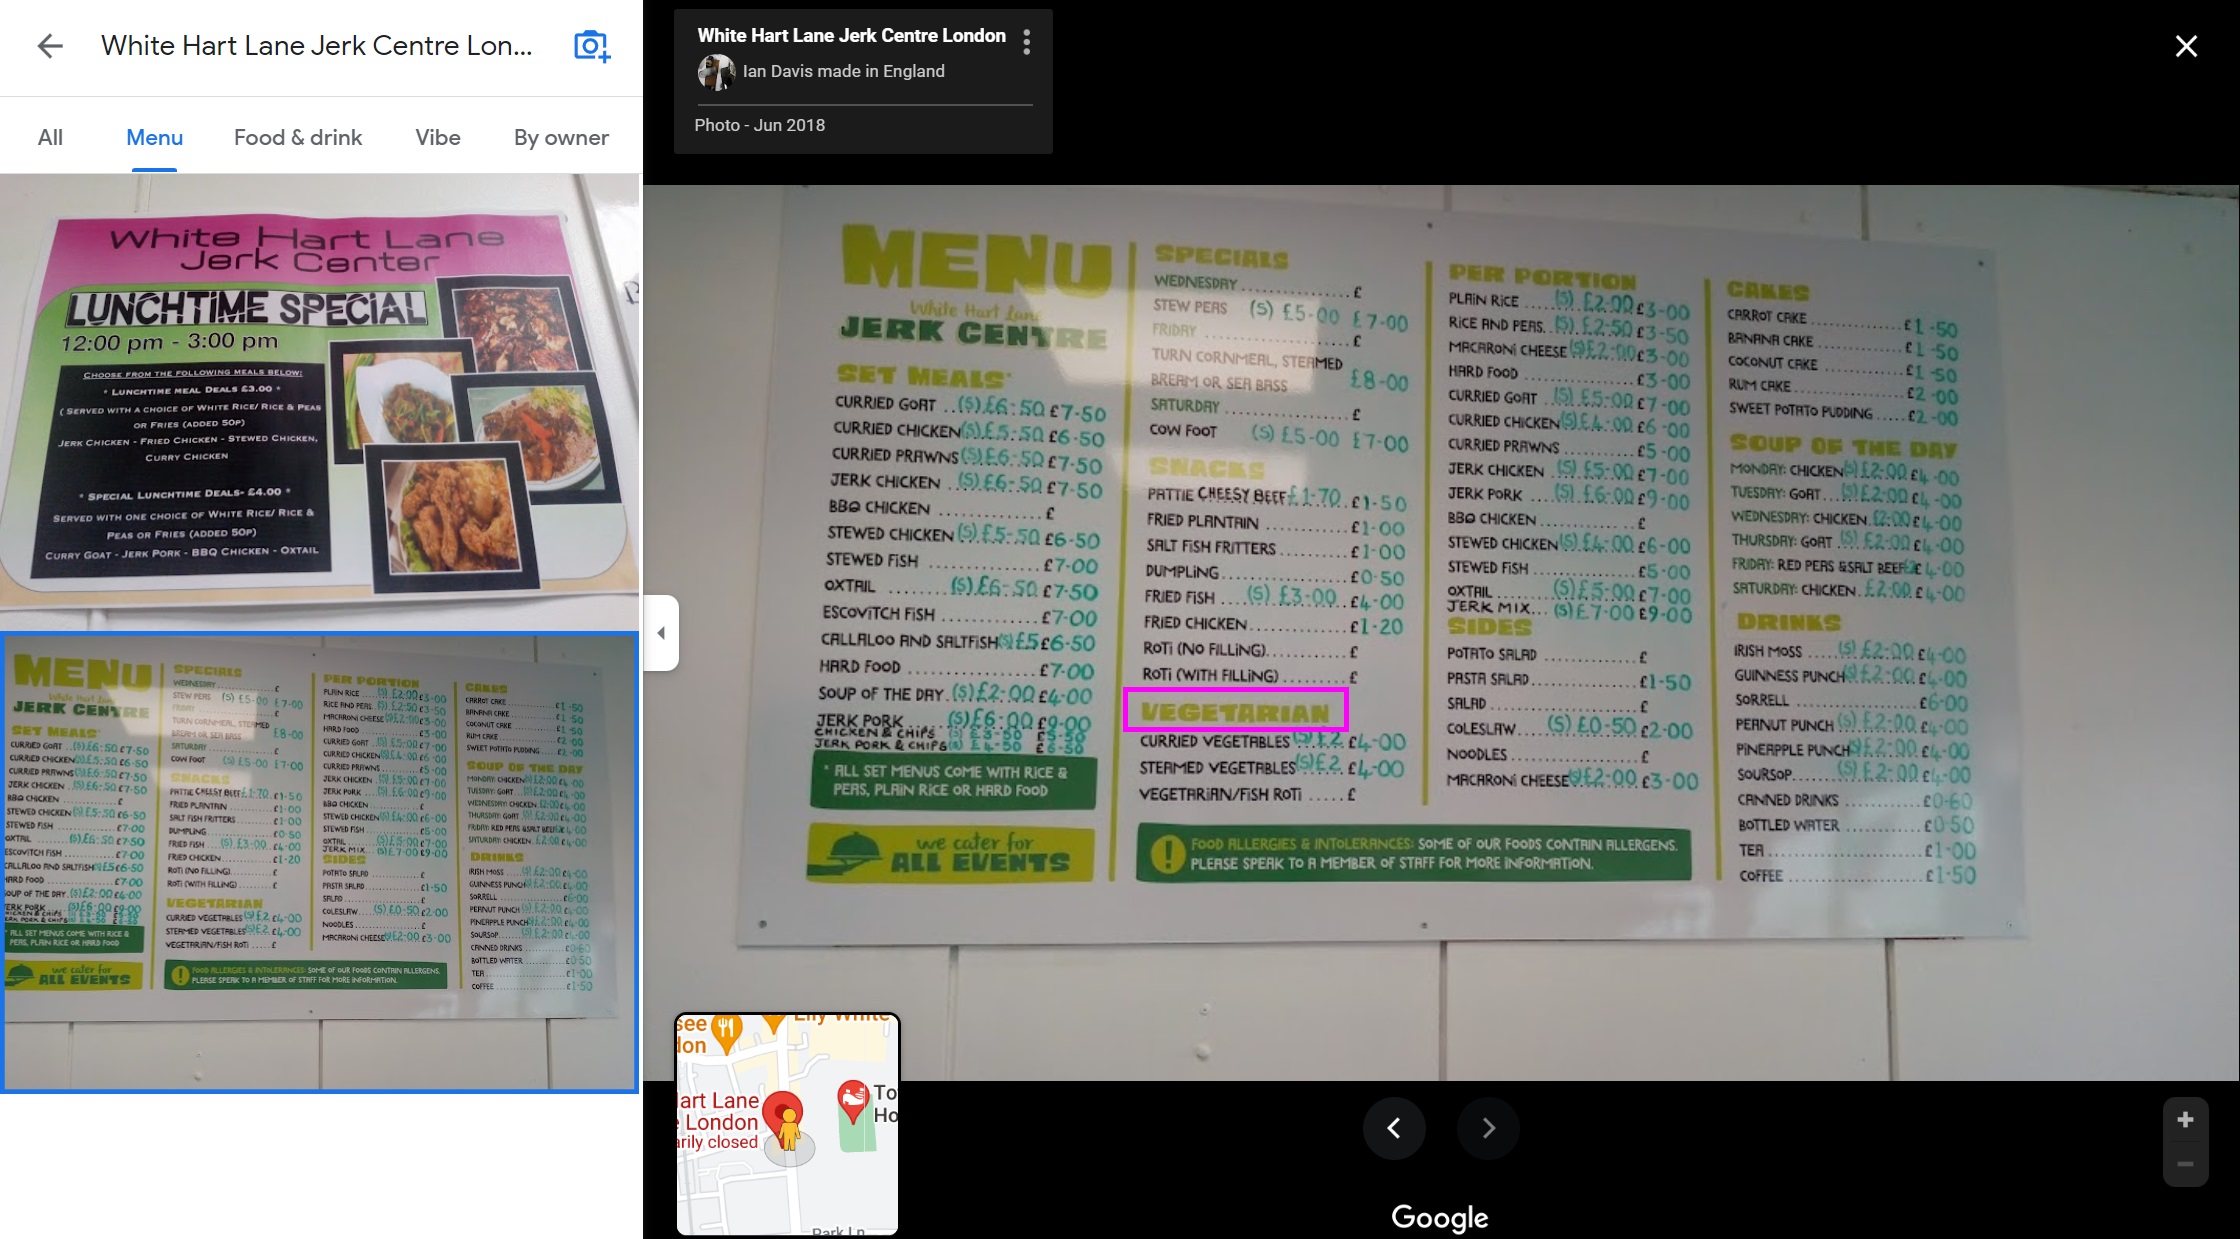 White Hart Lane Jerk Centre Lon...
All
Menu
Food & drink
Vibe
By owner
White Hart Lane
Jerk Center
LUNCHTIME SPECIAL
12:00 pm - 3:00 pm
CHOOSE FROM THE FOLLOWING MEALS BELOW:
* LUNCHTIME MEAL DEALS £3.00 *
( SERVED WITH A CHOICE OF WHITE RICE/ RICE & PEAS
OR FRIES (ADDED 50P)
JERK CHICKEN - FRIED CHICKEN - STEWED CHICKEN,
CURRY CHICKEN
* SPECIAL LUNCHTIME DEALS- £4.00 *
SERVED WITH ONE CHOICE OF WHITE RICE/ RICE &
PEAS OR FRIES (ADDED 50P)
CURRY GOAT - JERK PORK - BBQ CHICKEN - OXTAIL
White Hart Lane Jerk Centre London
Ian Davis made in England
Photo - Jun 2018
MENU
White Hart Lane
JERK CENTRE
SET MEALS*
CURRIED GOAT ..(S)£6-50 £7-50
CURRIED CHICKEN(S)£5-50 £6-50
CURRIED PRAWNS(S)£6-50 £7-50
JERK CHICKEN ..(S)£6-50 £7-50
BBQ CHICKEN ............ £
STEWED CHICKEN(S)£5-50 £6-50
STEWED FISH ............ £7-00
OXTAIL .......(S)£6-50 £7-50
ESCOVITCH FISH ............ £7-00
CALLALOO AND SALTFISH(S)£5 £6-50
HARD FOOD ............ £7-00
SOUP OF THE DAY.(S)£2-00 £4-00
JERK PORK .....(S)£6-00 £9-00
CHICKEN & CHIPS (S) £3-50 £5-50
JERK PORK & CHIPS(S) £4-50 £6-50
* ALL SET MENUS COME WITH RICE &
PEAS, PLAIN RICE OR HARD FOOD
we cater for
ALL EVENTS
SPECIALS
WEDNESDAY ............ £
STEW PEAS (S) £5-00 £7-00
FRIDAY ............ £
TURN CORNMEAL, STEAMED
BREAM OR SEA BASS £8-00
SATURDAY ............ £
COW FOOT (S) £5-00 £7-00
SNACKS
PATTIE CHEESY BEEF £1-70 . £1-50
FRIED PLANTAIN ............ £1-00
SALT FISH FRITTERS ............ £1-00
DUMPLING ............ £0-50
FRIED FISH ....(S) £3-00 .. £4-00
FRIED CHICKEN ............ £1-20
ROTI (NO FILLING)............ £
ROTI (WITH FILLING) ............ £
VEGETARIAN
CURRIED VEGETABLES (S)£2 £4-00
STEAMED VEGETABLES(S)£2. £4-00
VEGETARIAN/FISH ROTI ..... £
FOOD ALLERGIES & INTOLERANCES: SOME OF OUR FOODS CONTAIN ALLERGENS.
PLEASE SPEAK TO A MEMBER OF STAFF FOR MORE INFORMATION.
PER PORTION
PLAIN RICE ....(S) £2-00 £3-00
RICE AND PEAS..(S) £2-50 £3-50
MACARONI CHEESE(S)£2-00 £3-00
HARD FOOD ............ £3-00
CURRIED GOAT ..(S) £5-00 £7-00
CURRIED CHICKEN(S)£4-00 £6-00
CURRIED PRAWNS............ £5-00
JERK CHICKEN ..(S) £5-00 £7-00
JERK PORK ....(S) £6-00 £9-00
BBQ CHICKEN ............ £
STEWED CHICKEN(S) £4-00 £6-00
STEWED FISH ............ £5-00
OXTAIL .......(S)£5-00 £7-00
JERK MIX... (S) £7-00 £9-00
SIDES
POTATO SALAD ............ £
PASTA SALAD............ £1-50
SALAD ............ £
COLESLAW.....(S) £0-50 £2-00
NOODLES ............ £
MACARONI CHEESE(S)£2-00 £3-00
CAKES
CARROT CAKE ............ £1-50
BANANA CAKE ............ £1-50
COCONUT CAKE ............ £1-50
RUM CAKE ............ £2-00
SWEET POTATO PUDDING ..... £2-00
SOUP OF THE DAY
MONDAY: CHICKEN(S)£2-00 £4-00
TUESDAY: GOAT ...(S)£2-00 £4-00
WEDNESDAY: CHICKEN.£2-00 £4-00
THURSDAY: GOAT .(S) £2-00 £4-00
FRIDAY: RED PEAS & SALT BEEF £4-00
SATURDAY: CHICKEN.£2-00 £4-00
DRINKS
IRISH MOSS ....(S) £2-00 £4-00
GUINNESS PUNCH(S)£2-00 £4-00
SORRELL ............ £6-00
PEANUT PUNCH (S) £2-00 £4-00
PINEAPPLE PUNCH(S)£2-00 £4-00
SOURSOP......(S) £2-00 £4-00
CANNED DRINKS ............ £0-60
BOTTLED WATER ............ £0-50
TEA ............ £1-00
COFFEE ............ £1-50
Lily White
see
don
art Lane
London
arily closed
To
Ho
Park Ln
Google